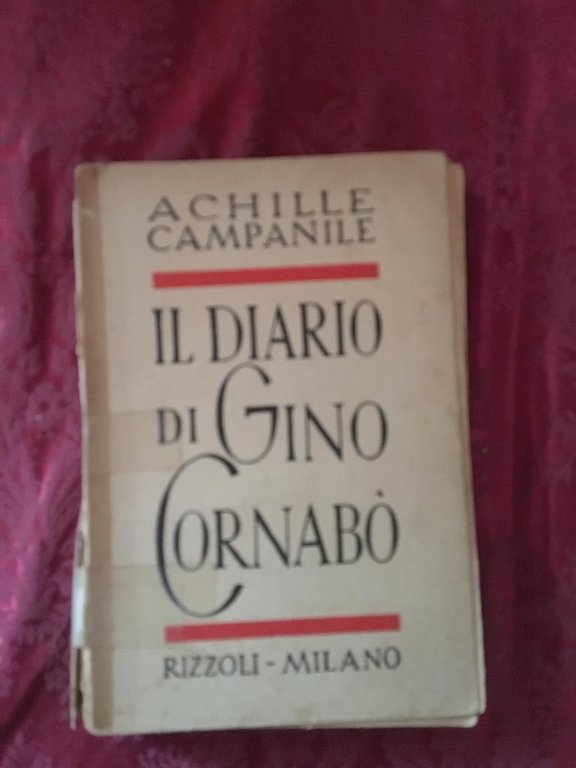 ACHILLE
CAMPANILE
IL DIARIO
DI GINO
CORNABÒ
RIZZOLI - MILANO